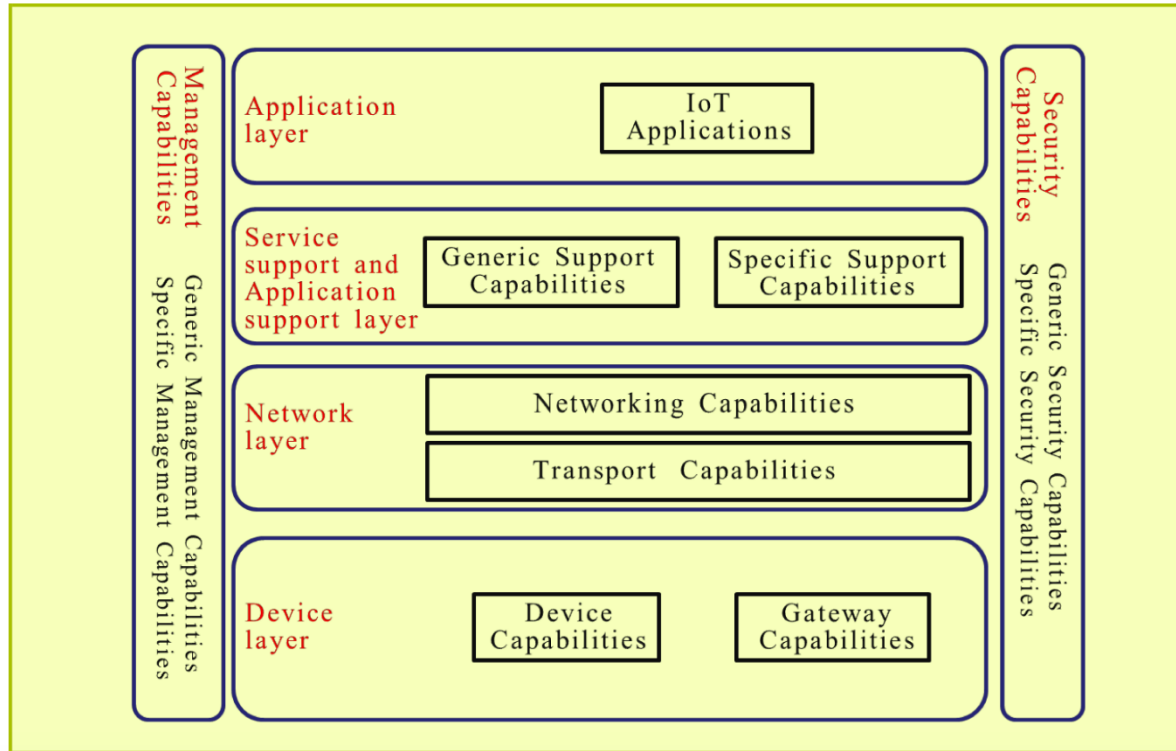 Management
Capabilities
Generic Management Capabilities
Specific Management Capabilities
Application
layer
IoT
Applications
Service
support and
Application
support layer
Generic Support
Capabilities
Specific Support
Capabilities
Network
layer
Networking Capabilities
Transport Capabilities
Device
layer
Device
Capabilities
Gateway
Capabilities
Security
Capabilities
Generic Security Capabilities
Specific Security Capabilities